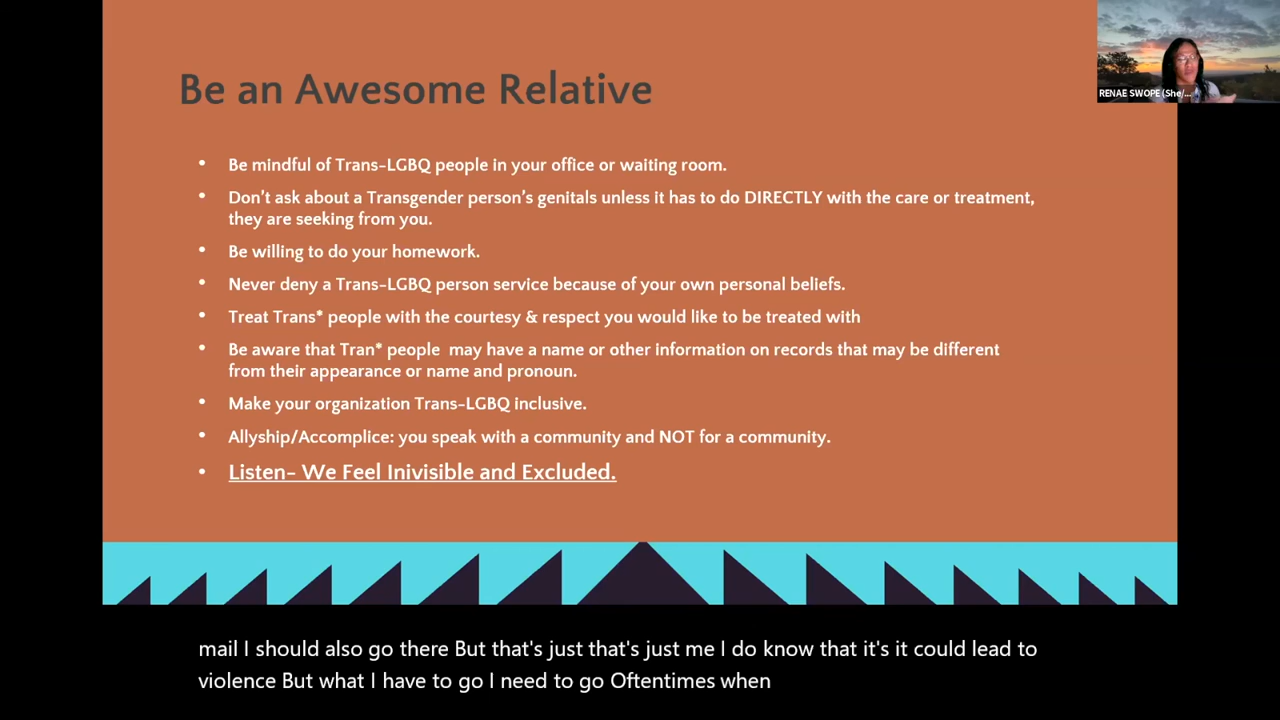 Be an Awesome Relative
RENAE SWOPE (She/...
• Be mindful of Trans-LGBQ people in your office or waiting room.
• Don't ask about a Transgender person's genitals unless it has to do DIRECTLY with the care or treatment,
they are seeking from you.
• Be willing to do your homework.
• Never deny a Trans-LGBQ person service because of your own personal beliefs.
• Treat Trans* people with the courtesy & respect you would like to be treated with
• Be aware that Tran* people may have a name or other information on records that may be different
from their appearance or name and pronoun.
• Make your organization Trans-LGBQ inclusive.
• Allyship/Accomplice: you speak with a community and NOT for a community.
• Listen- We Feel Inivisible and Excluded.
mail I should also go there But that's just that's just me I do know that it's it could lead to
violence But what I have to go I need to go Oftentimes when